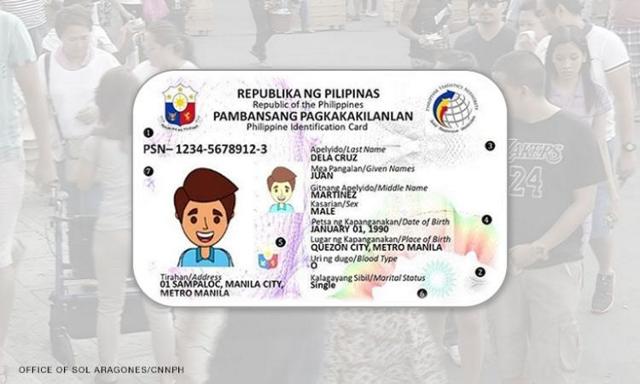 REPUBLIKA NG PILIPINAS
Republic of the Philippines
PAMBANSANG PAGKAKAKILANLAN
Philippine Identification Card
1
PSN– 1234-5678912-3
7
Apelyido/Last Name
3
DELA CRUZ
Mga Pangalan/Given Names
JUAN
Gitnang Apelyido/Middle Name
MARTINEZ
Kasarian/Sex
MALE
Petsa ng Kapanganakan/Date of Birth
4
JANUARY 01, 1990
Lugar ng Kapanganakan/Place of Birth
QUEZON CITY, METRO MANILA
5
Uri ng dugo/Blood Type
O
2
Kalagayang Sibil/Marital Status
Single
6
Tirahan/Address
01 SAMPALOC, MANILA CITY,
METRO MANILA
LAKERS
24
OFFICE OF SOL ARAGONES/CNNPH